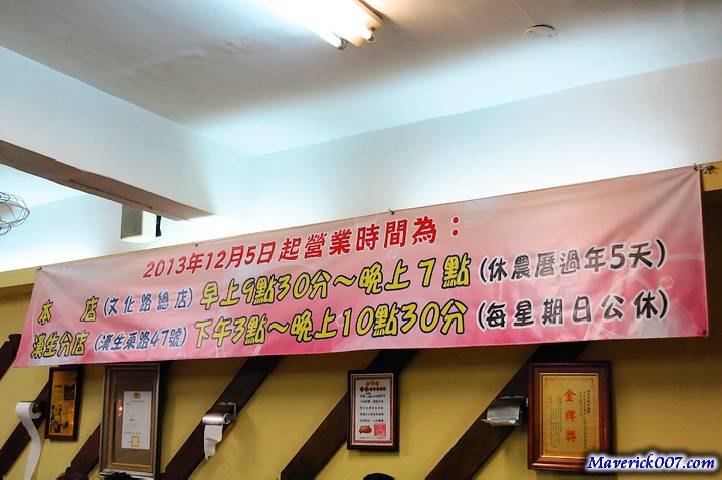 2013年12月5日起營業時間為：
本 店 (文化路總店) 早上9點30分～晚上7點 (休農曆過年5天)
漢生分店 (漢生東路47號) 下午3點～晚上10點30分 (每星期日公休)
金牌獎
Maverick007.com